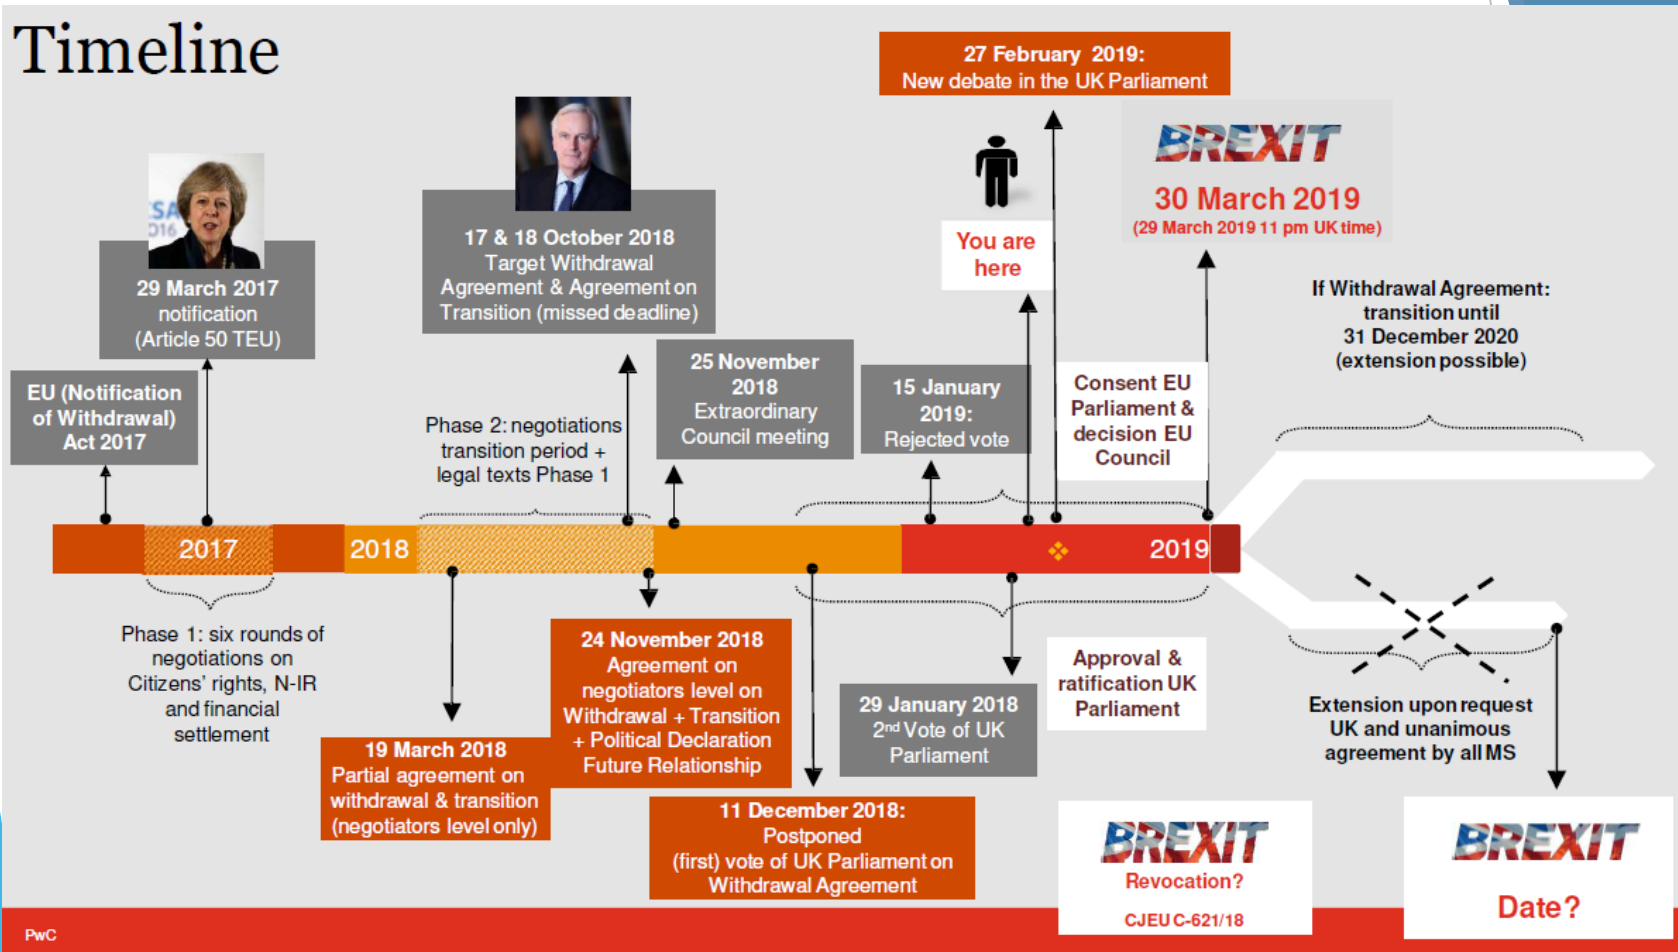 Timeline
27 February 2019:
New debate in the UK Parliament
BREXIT
30 March 2019
(29 March 2019 11 pm UK time)
You are
here
SA
016
29 March 2017
notification
(Article 50 TEU)
17 & 18 October 2018
Target Withdrawal
Agreement & Agreement on
Transition (missed deadline)
EU (Notification
of Withdrawal)
Act 2017
Phase 2: negotiations
transition period +
legal texts Phase 1
25 November
2018
Extraordinary
Council meeting
15 January
2019:
Rejected vote
Consent EU
Parliament &
decision EU
Council
If Withdrawal Agreement:
transition until
31 December 2020
(extension possible)
2017
2018
2019
Phase 1: six rounds of
negotiations on
Citizens' rights, N-IR
and financial
settlement
19 March 2018
Partial agreement on
withdrawal & transition
(negotiators level only)
24 November 2018
Agreement on
negotiators level on
Withdrawal + Transition
+ Political Declaration
Future Relationship
11 December 2018:
Postponed
(first) vote of UK Parliament on
Withdrawal Agreement
29 January 2018
2nd Vote of UK
Parliament
Approval &
ratification UK
Parliament
Extension upon request
UK and unanimous
agreement by all MS
BREXIT
Revocation?
CJEU C-621/18
BREXIT
Date?
PwC